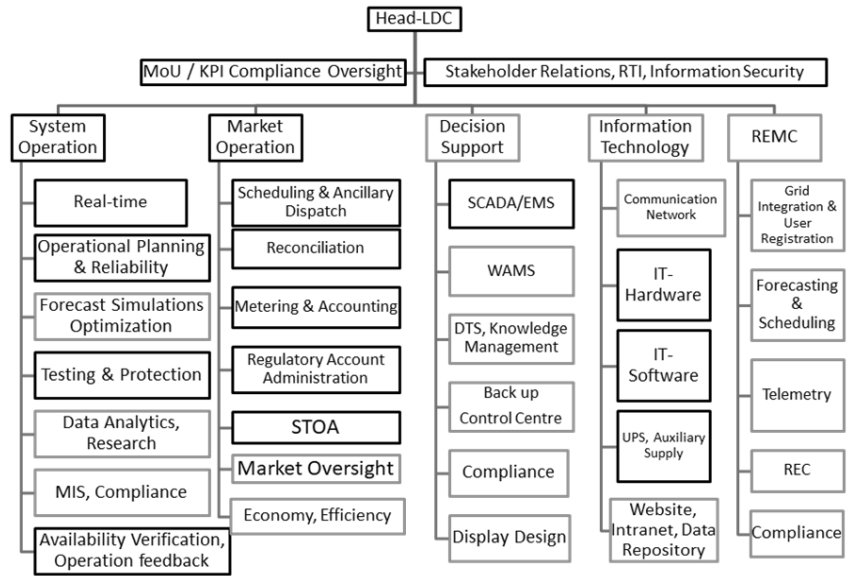 Head-LDC
MoU / KPI Compliance Oversight
Stakeholder Relations, RTI, Information Security
System
Operation
Real-time
Operational Planning
& Reliability
Forecast Simulations
Optimization
Testing & Protection
Data Analytics,
Research
MIS, Compliance
Availability Verification,
Operation feedback
Market
Operation
Scheduling & Ancillary
Dispatch
Reconciliation
Metering & Accounting
Regulatory Account
Administration
STOA
Market Oversight
Economy, Efficiency
Decision
Support
SCADA/EMS
WAMS
DTS, Knowledge
Management
Back up
Control Centre
Compliance
Display Design
Information
Technology
Communication
Network
IT-
Hardware
IT-
Software
UPS, Auxiliary
Supply
Website,
Intranet, Data
Repository
REMC
Grid
Integration &
User
Registration
Forecasting
&
Scheduling
Telemetry
REC
Compliance